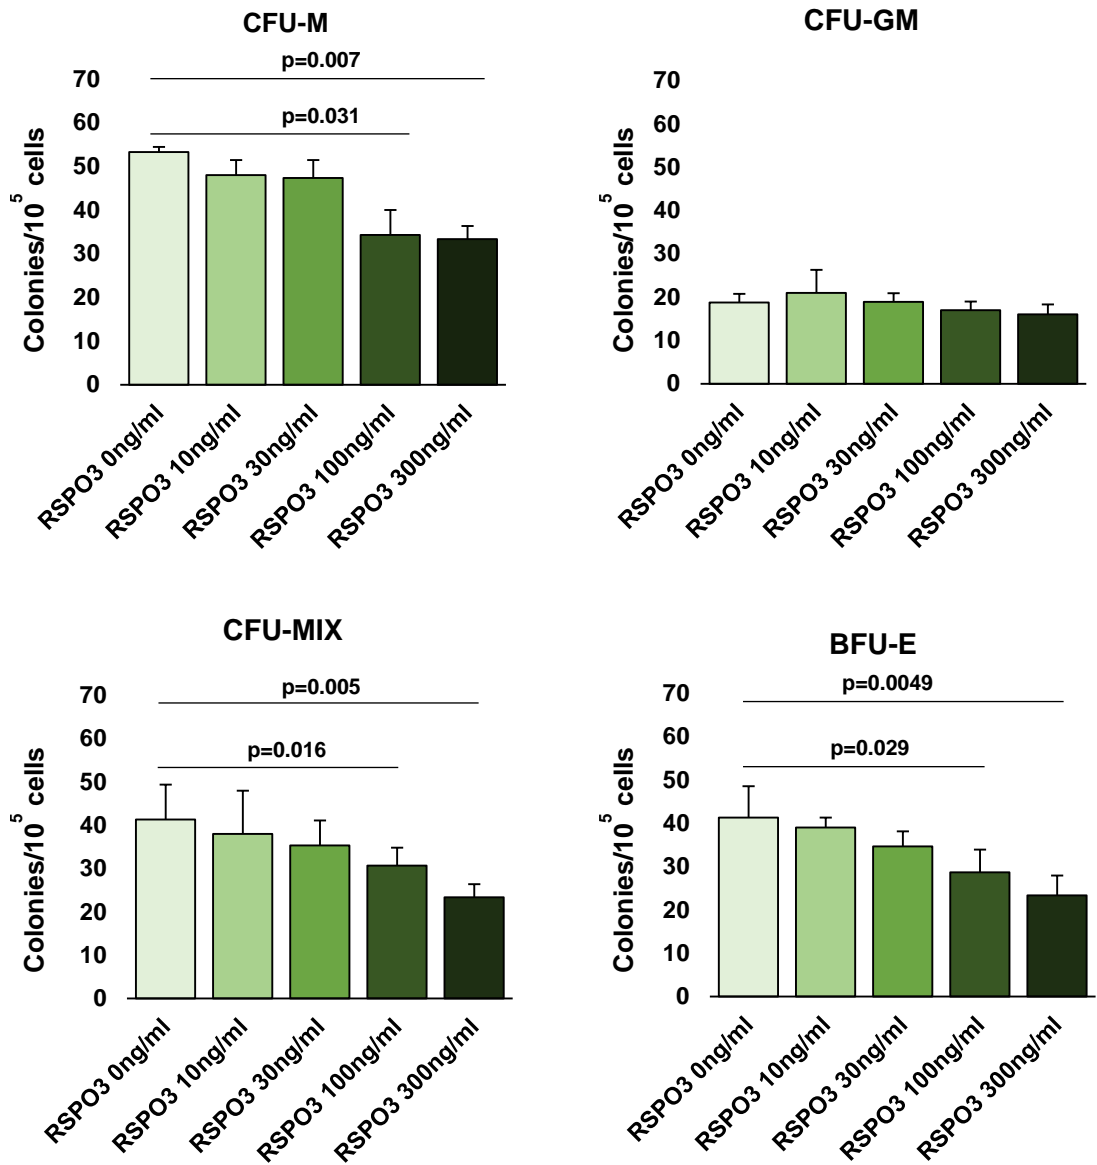 CFU-M
p=0.007
p=0.031
Colonies/10^5 cells
70
60
50
40
30
20
10
0
RSPO3 0ng/ml
RSPO3 10ng/ml
RSPO3 30ng/ml
RSPO3 100ng/ml
RSPO3 300ng/ml
CFU-GM
Colonies/10^5 cells
70
60
50
40
30
20
10
0
RSPO3 0ng/ml
RSPO3 10ng/ml
RSPO3 30ng/ml
RSPO3 100ng/ml
RSPO3 300ng/ml
CFU-MIX
p=0.005
p=0.016
Colonies/10^5 cells
70
60
50
40
30
20
10
0
RSPO3 0ng/ml
RSPO3 10ng/ml
RSPO3 30ng/ml
RSPO3 100ng/ml
RSPO3 300ng/ml
BFU-E
p=0.0049
p=0.029
Colonies/10^5 cells
70
60
50
40
30
20
10
0
RSPO3 0ng/ml
RSPO3 10ng/ml
RSPO3 30ng/ml
RSPO3 100ng/ml
RSPO3 300ng/ml